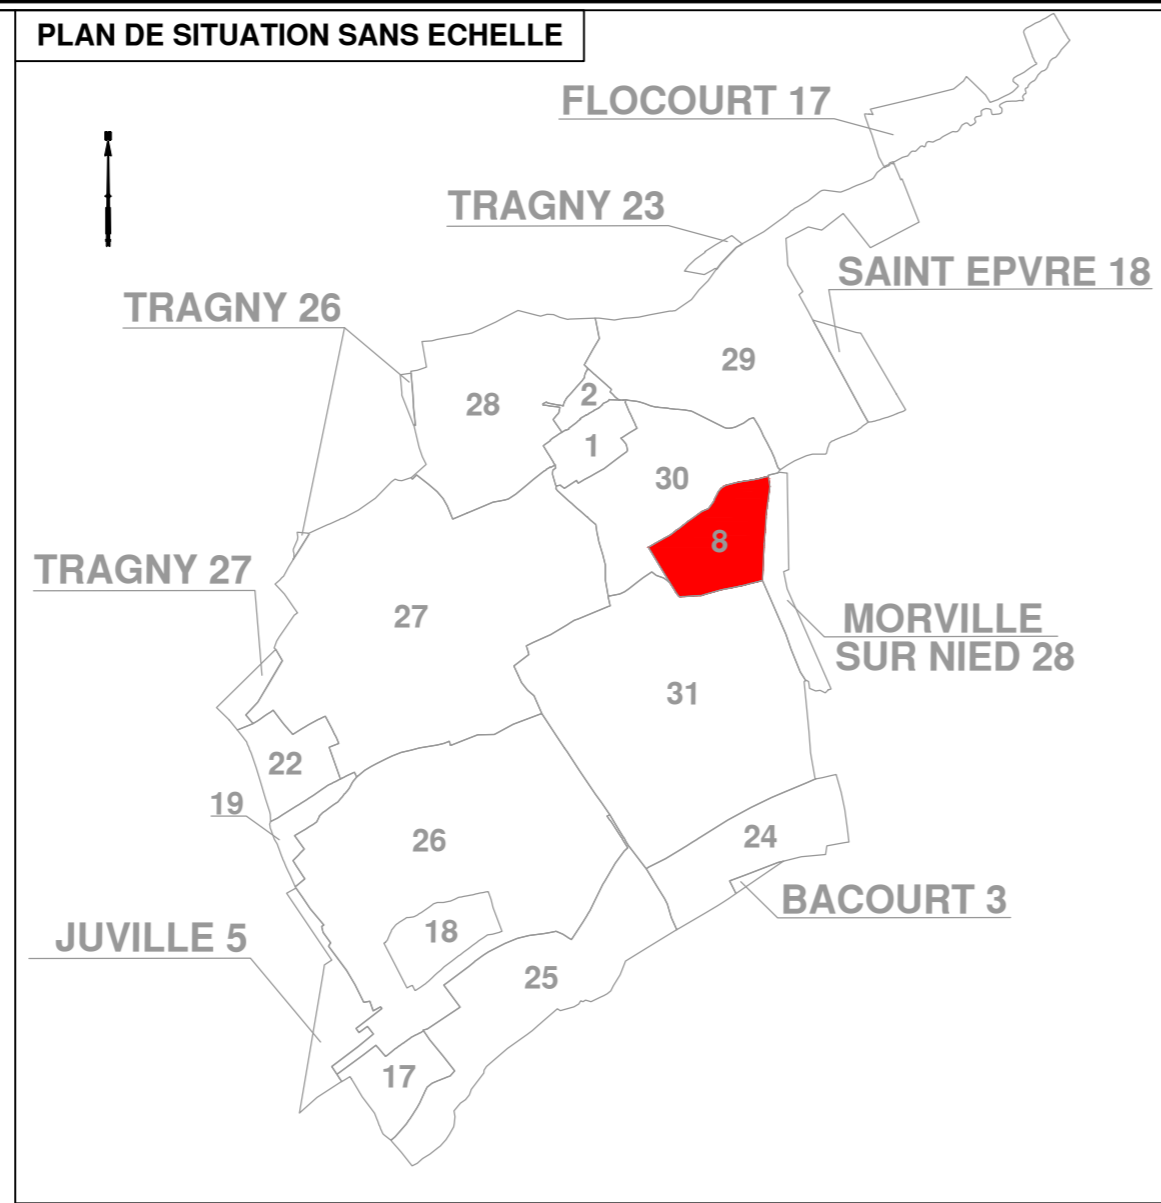 PLAN DE SITUATION SANS ECHELLE
FLOCOURT 17
TRAGNY 23
SAINT EPVRE 18
TRAGNY 26
29
28
2
1
30
8
TRAGNY 27
27
MORVILLE
SUR NIED 28
31
22
19
26
24
BACOURT 3
18
JUVILLE 5
25
17